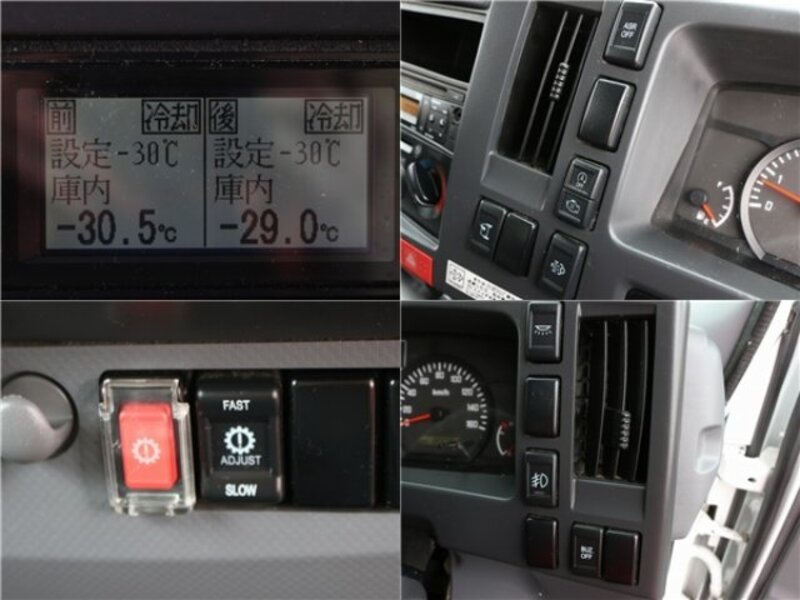 前 冷却 後 冷却
設定-30℃ 設定-30℃
庫内 庫内
-30.5℃ -29.0℃
ASR
OFF
OFF
FAST
ADJUST
SLOW
km/h
BUZ
OFF